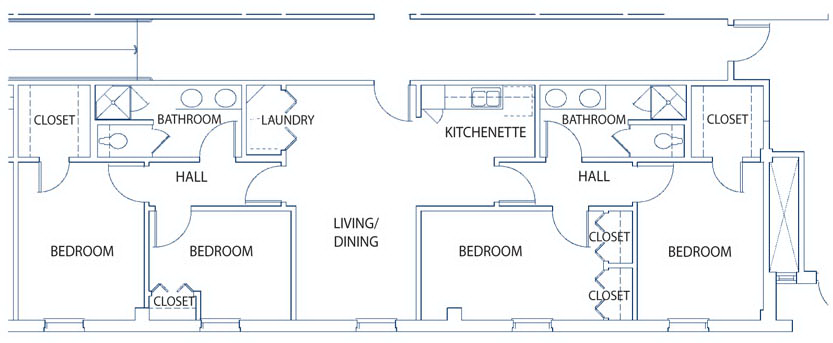 CLOSET
BATHROOM
LAUNDRY
KITCHENETTE
BATHROOM
CLOSET
HALL
HALL
LIVING/
DINING
BEDROOM
BEDROOM
BEDROOM
CLOSET
BEDROOM
CLOSET
CLOSET